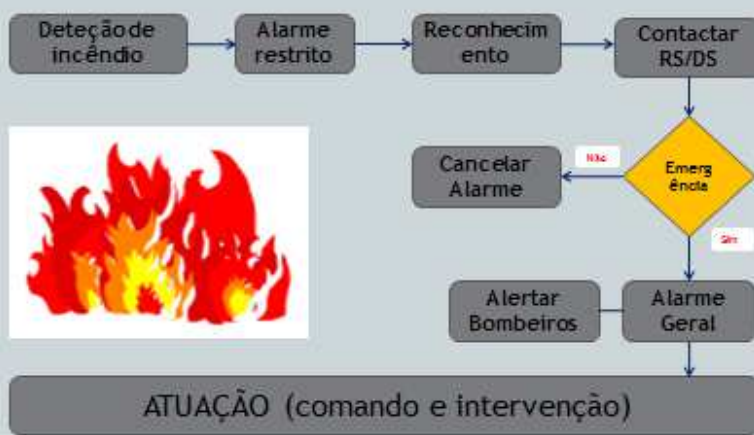 Deteção de
incêndio
Alarme
restrito
Reconhecim
ento
Contactar
RS/DS
Cancelar
Alarme
Não
Emerg
ência
Sim
Alertar
Bombeiros
Alarme
Geral
ATUAÇÃO (comando e intervenção)